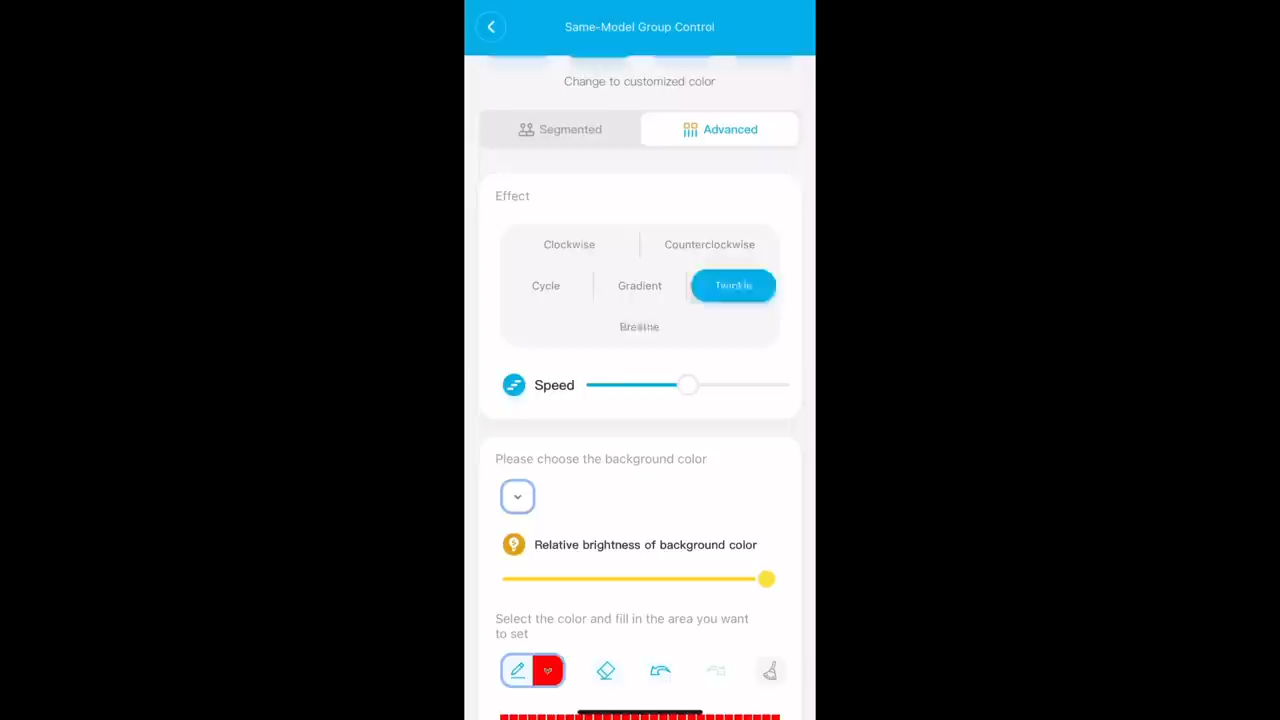 Same-Model Group Control
Change to customized color
Segmented
Advanced
Effect
Clockwise
Counterclockwise
Cycle
Gradient
Twinkle
Speed
Please choose the background color
Relative brightness of background color
Select the color and fill in the area you want
to set